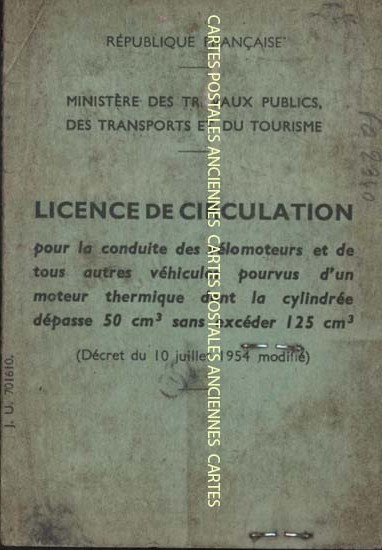 RÉPUBLIQUE FRANÇAISE
MINISTÈRE DES TRAVAUX PUBLICS,
DES TRANSPORTS ET DU TOURISME
LICENCE DE CIRCULATION
pour la conduite des vélomoteurs et de
tous autres véhicules pourvus d'un
moteur thermique dont la cylindrée
dépasse 50 cm³ sans excéder 125 cm³
(Décret du 10 juillet 1954 modifié)
J. U. 701610.
CARTES POSTALES ANCIENNES CARTES POSTALES ANCIENNES CARTES